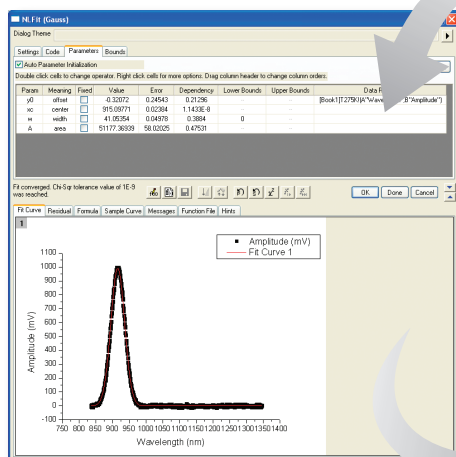 NLFit (Gauss)
Dialog Theme
Settings Code Parameters Bounds
Auto Parameter Initialization
Double click cells to change operator. Right click cells for more options. Drag column header to change column orders.
Param Meaning Fixed Value Error Dependency Lower Bounds Upper Bounds Data R
y0 offset -0.32072 0.24543 0.21296 - - [Book1]T275K!(A"Wave
B"Amplitude")
xc center 915.09771 0.02384 1.1433E-8 - -
w width 41.05354 0.04978 0.3884 0 -
A area 51177.36939 58.02025 0.47531 - -
Fit converged. Chi-Sqr tolerance value of 1E-9
was reached.
OK Done Cancel
Fit Curve Residual Formula Sample Curve Messages Function File Hints
1
Amplitude (mV)
Fit Curve 1
1100
1000
900
800
700
600
500
400
300
200
100
0
-100
Amplitude (mV)
750 800 850 900 950 1000 1050 1100 1150 1200 1250 1300 1350 1400
Wavelength (nm)